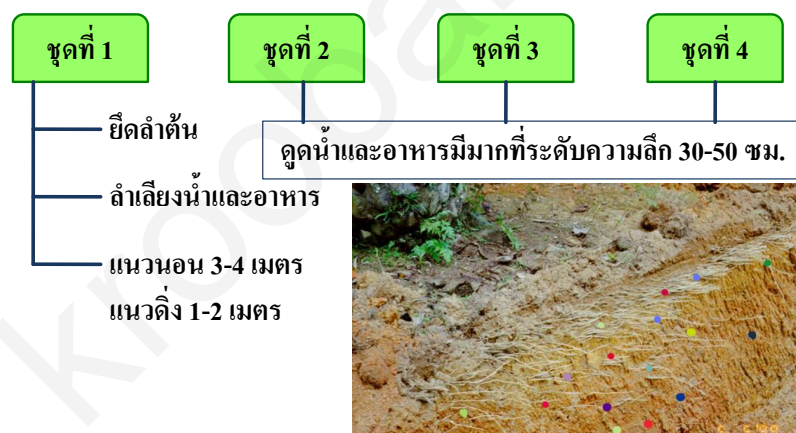 ชุดที่ 1
ชุดที่ 2
ชุดที่ 3
ชุดที่ 4
ยึดลำต้น
ดูดน้ำและอาหารมีมากที่ระดับความลึก 30-50 ซม.
ลำเลียงน้ำและอาหาร
แนวนอน 3-4 เมตร
แนวดิ่ง 1-2 เมตร